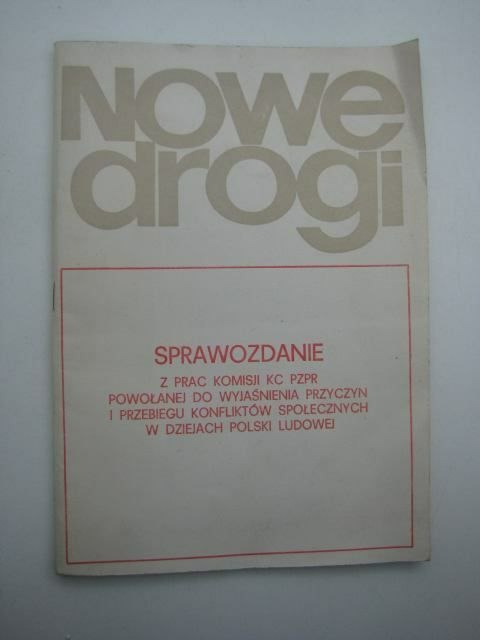 Nowe
drogi
SPRAWOZDANIE
Z PRAC KOMISJI KC PZPR
POWOŁANEJ DO WYJAŚNIENIA PRZYCZYN
I PRZEBIEGU KONFLIKTÓW SPOŁECZNYCH
W DZIEJACH POLSKI LUDOWEJ